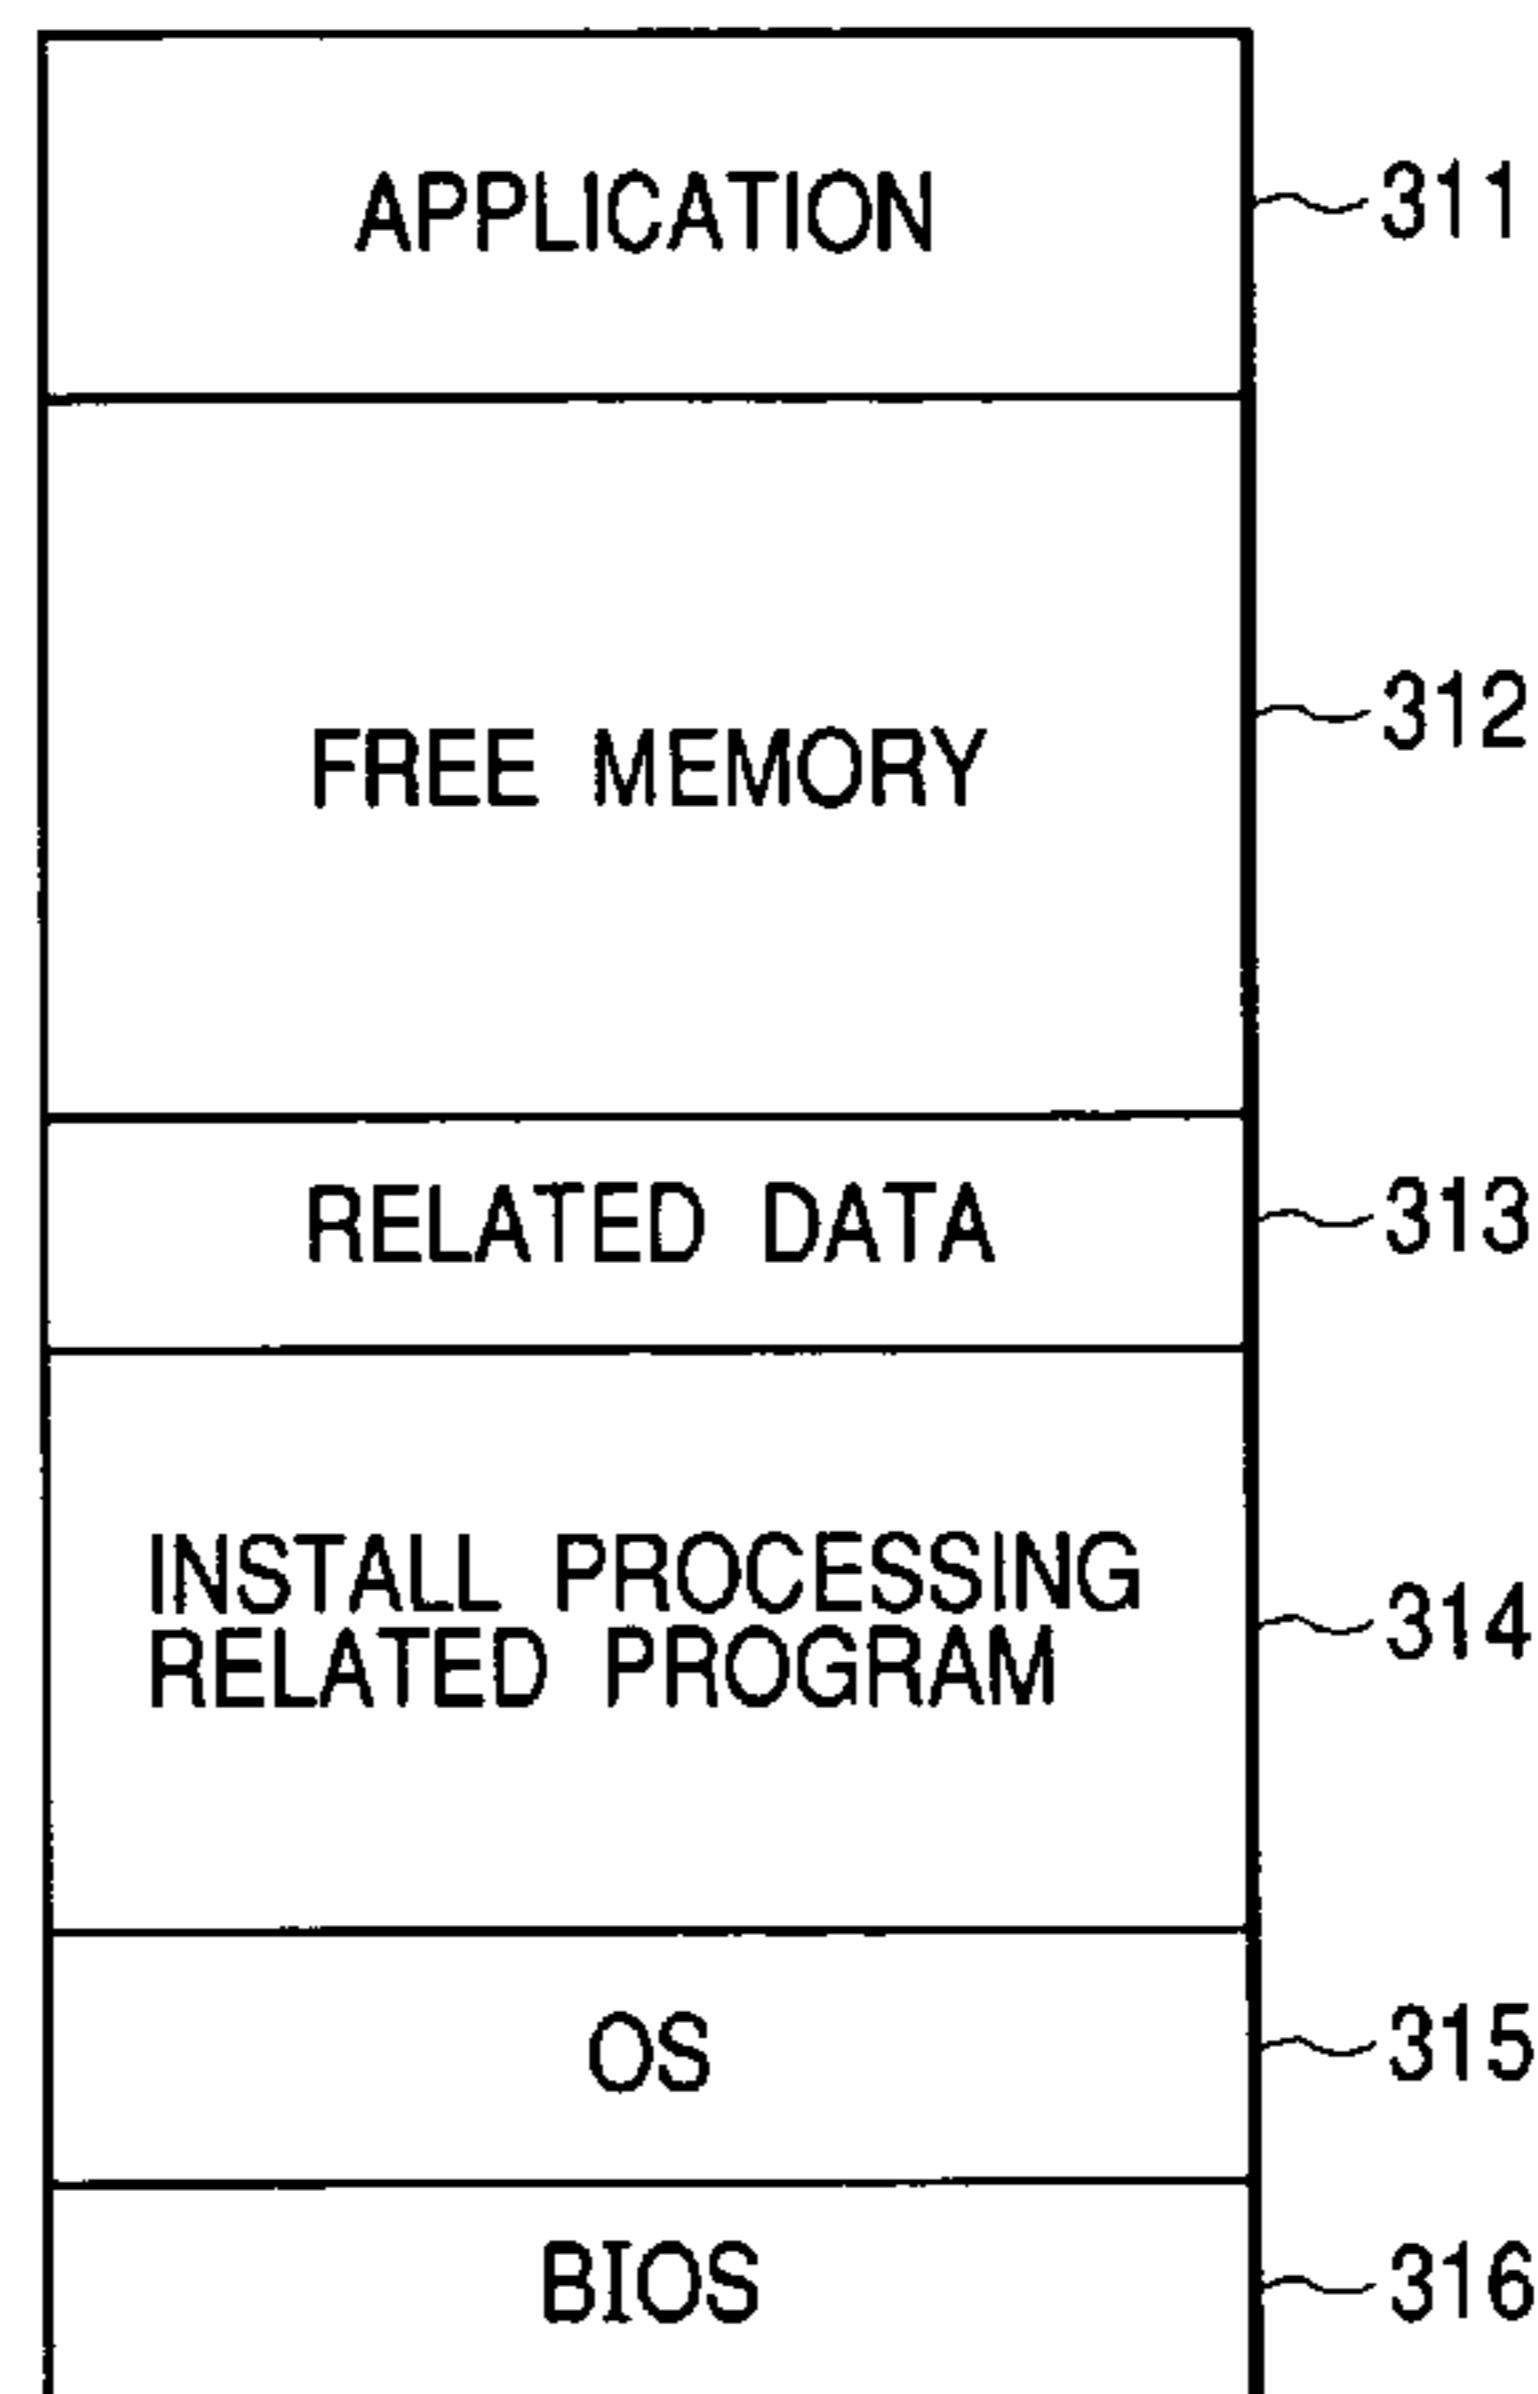 APPLICATION 311
FREE MEMORY 312
RELATED DATA 313
INSTALL PROCESSING
RELATED PROGRAM 314
OS 315
BIOS 316